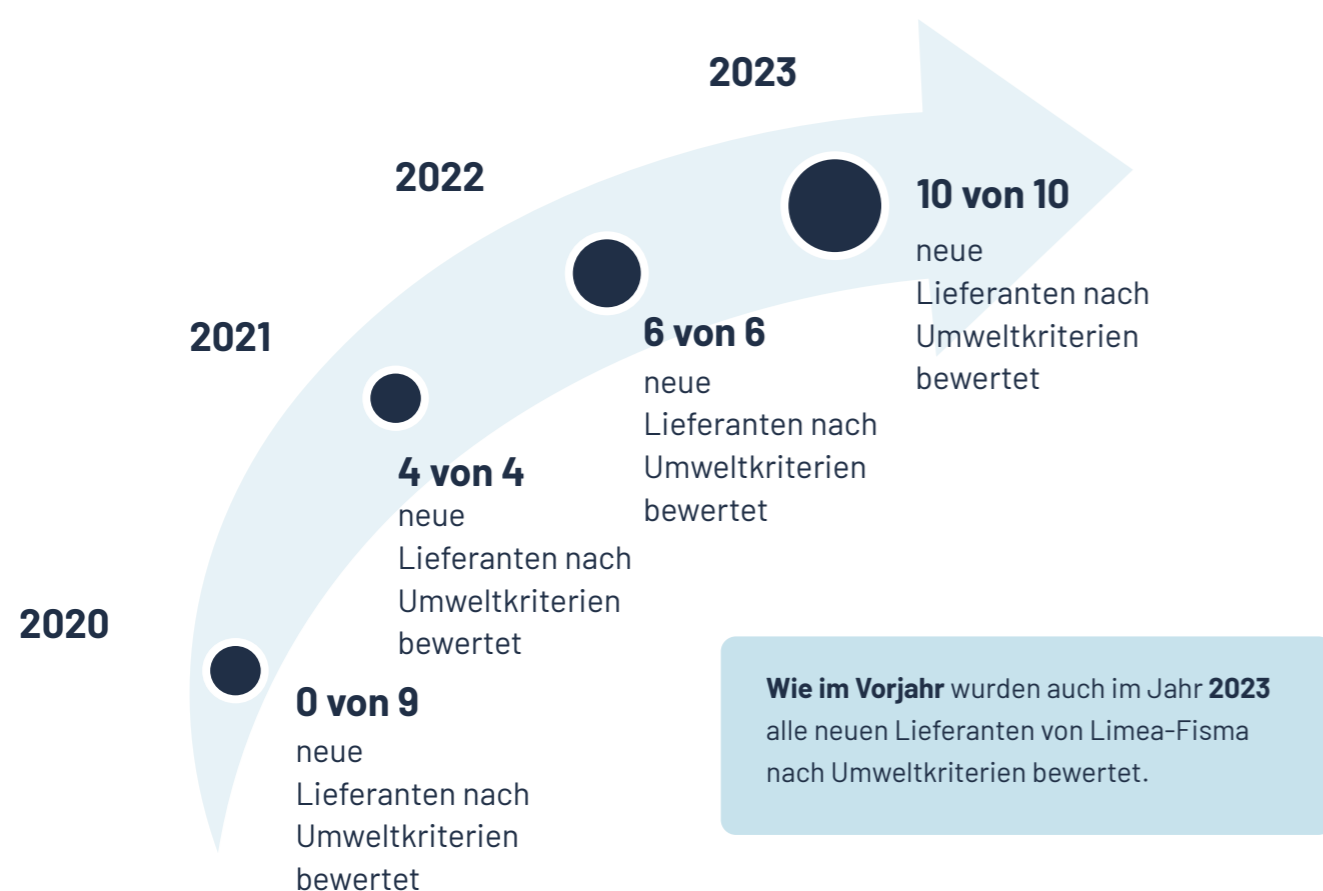 2020
0 von 9
neue
Lieferanten nach
Umweltkriterien
bewertet
2021
4 von 4
neue
Lieferanten nach
Umweltkriterien
bewertet
2022
6 von 6
neue
Lieferanten nach
Umweltkriterien
bewertet
2023
10 von 10
neue
Lieferanten nach
Umweltkriterien
bewertet
Wie im Vorjahr wurden auch im Jahr 2023
alle neuen Lieferanten von Limea-Fisma
nach Umweltkriterien bewertet.